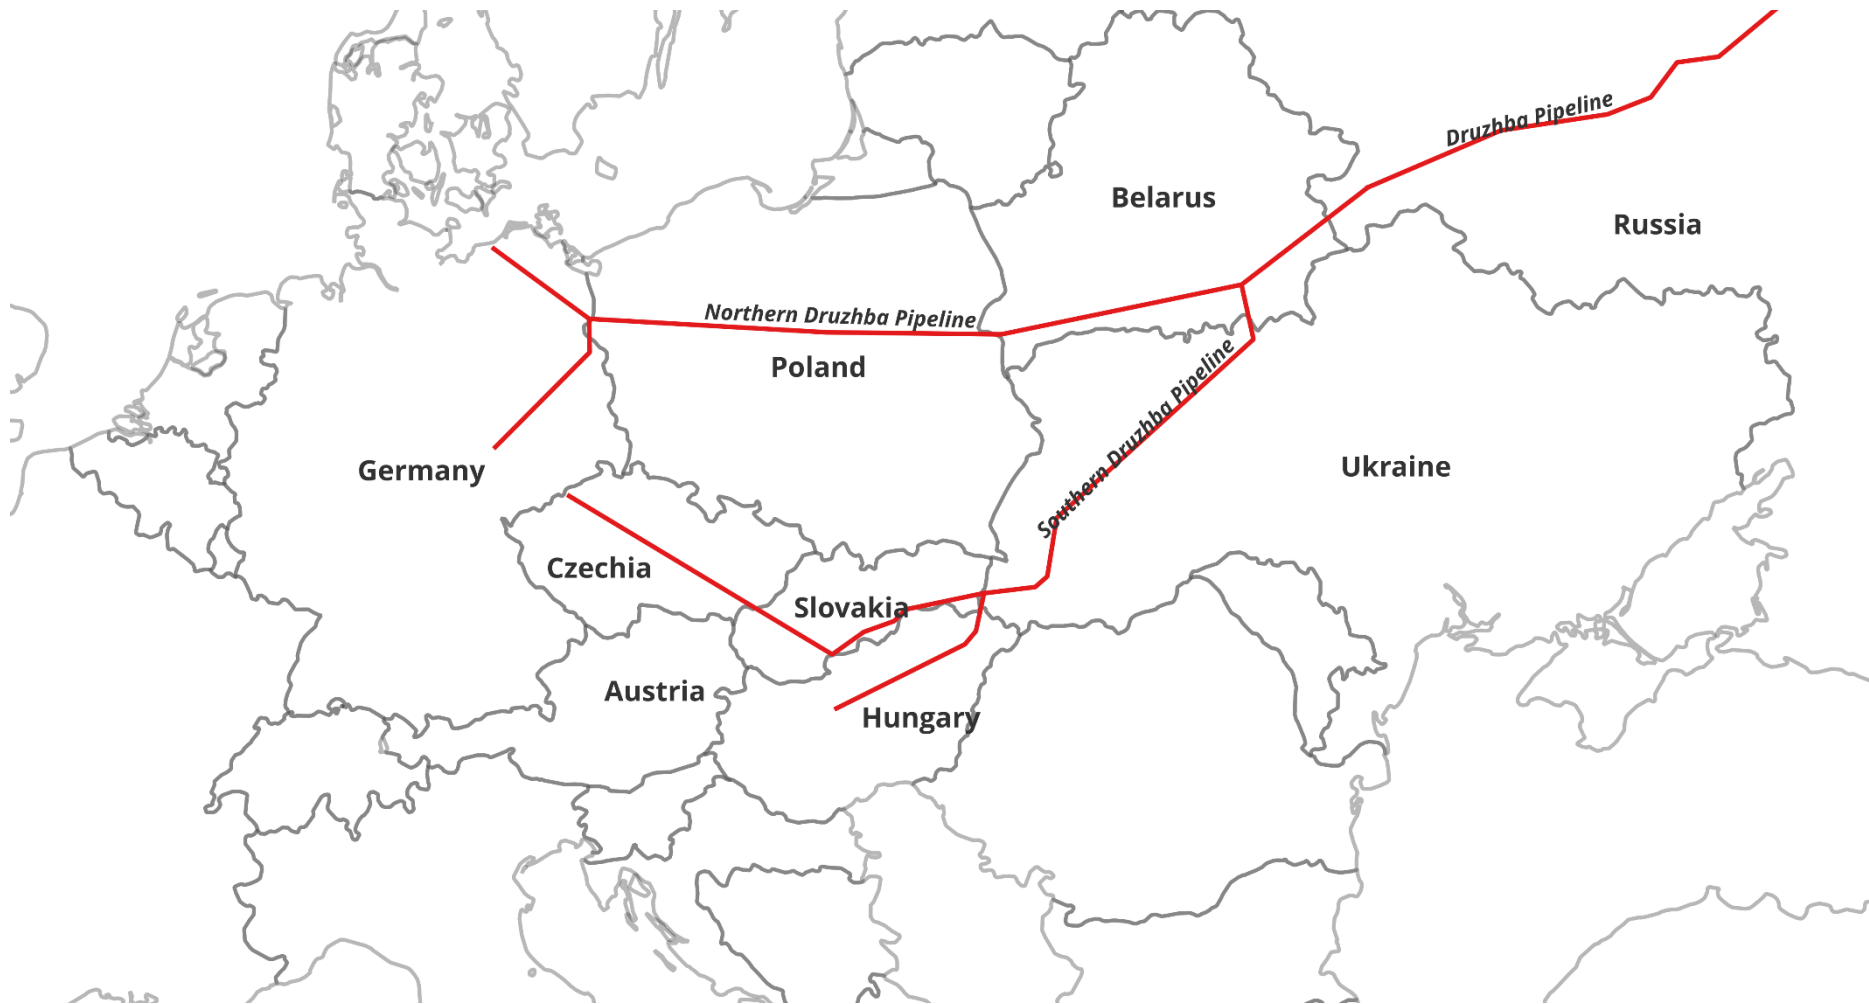 Druzhba Pipeline
Belarus
Russia
Northern Druzhba Pipeline
Poland
Southern Druzhba Pipeline
Germany
Ukraine
Czechia
Slovakia
Austria
Hungary